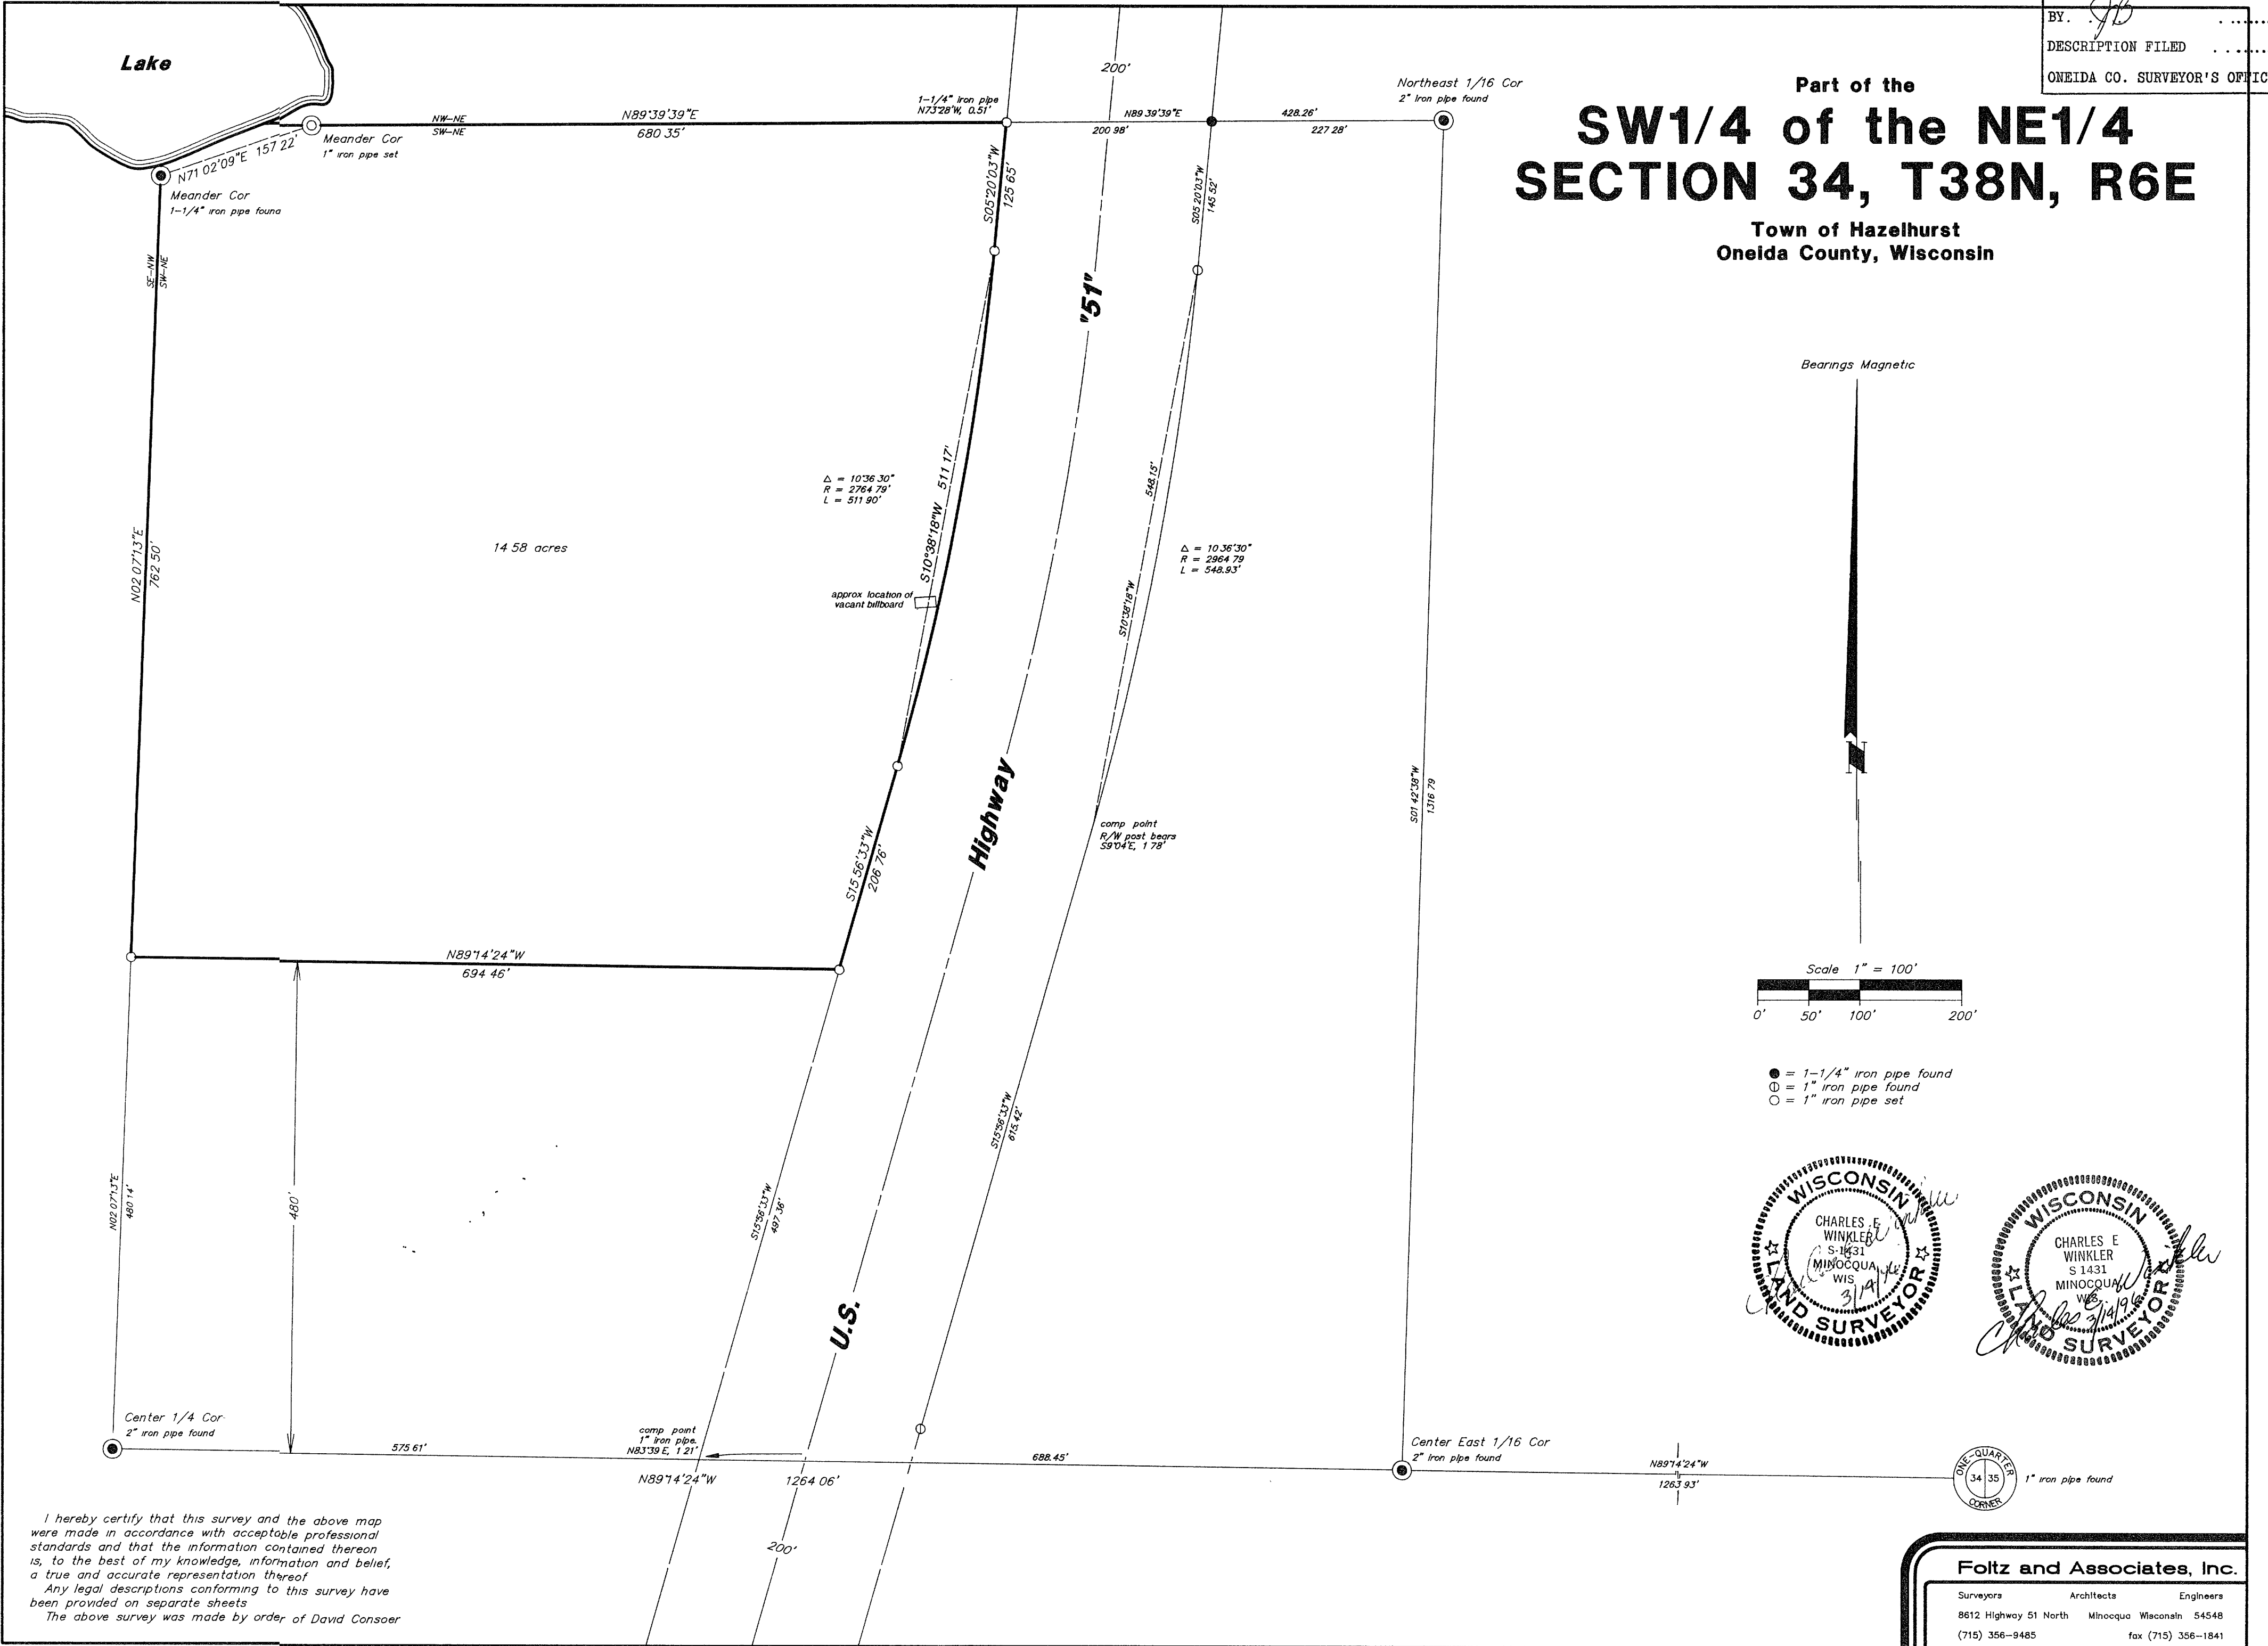 BY.
DESCRIPTION FILED
ONEIDA CO. SURVEYOR'S OFFIC
Part of the
SW1/4 of the NE1/4
SECTION 34, T38N, R6E
Town of Hazelhurst
Oneida County, Wisconsin
Lake
NW-NE
SW-NE
N89°39'39"E
680 35'
1-1/4" iron pipe
N73°28'W, 0.51'
200'
N89 39'39"E
200 98'
428.26'
227 28'
Northeast 1/16 Cor
2" iron pipe found
N71 02'09"E 157 22'
Meander Cor
1" iron pipe set
Meander Cor
1-1/4" iron pipe found
SE-NW
SW-NE
S05°20'03"W
125 65'
S05 20'03"W
145 52'
"51"
Bearings Magnetic
N
N02 07'13"E
762 50'
14 58 acres
Δ = 10°36 30"
R = 2764 79'
L = 511 90'
S10°38'18"W 511 17'
548.15'
S10°38'18"W
Δ = 10 36'30"
R = 2964 79
L = 548.93'
approx location of
vacant billboard
S01 42'38"W
1316 79
S15 56'33"W
206 76'
Highway
comp point
R/W post bears
S9°04'E, 1 78'
N89°14'24"W
694 46'
Scale 1" = 100'
0' 50' 100' 200'
= 1-1/4" iron pipe found
= 1" iron pipe found
= 1" iron pipe set
N02 07'13"E
480 14'
480'
S15°56'33"W
497 36'
S15°56'33"W
615.42'
U.S.
WISCONSIN
CHARLES E
WINKLER
S-1431
MINOCQUA
WIS
LAND SURVEYOR
3/14/96
WISCONSIN
CHARLES E
WINKLER
S 1431
MINOCQUA
WIS.
LAND SURVEYOR
Charles E. Winkler
3/14/96
Center 1/4 Cor
2" iron pipe found
575 61'
comp point
1" iron pipe.
N83°39 E, 1 21'
N89°14'24"W 1264 06'
688.45'
Center East 1/16 Cor
2" iron pipe found
N89°14'24"W
1263 93'
ONE-QUARTER
34 35
CORNER
1" iron pipe found
200'
I hereby certify that this survey and the above map
were made in accordance with acceptable professional
standards and that the information contained thereon
is, to the best of my knowledge, information and belief,
a true and accurate representation thereof
Any legal descriptions conforming to this survey have
been provided on separate sheets
The above survey was made by order of David Consoer
Foltz and Associates, Inc.
Surveyors Architects Engineers
8612 Highway 51 North Minocqua Wisconsin 54548
(715) 356-9485 fax (715) 356-1841